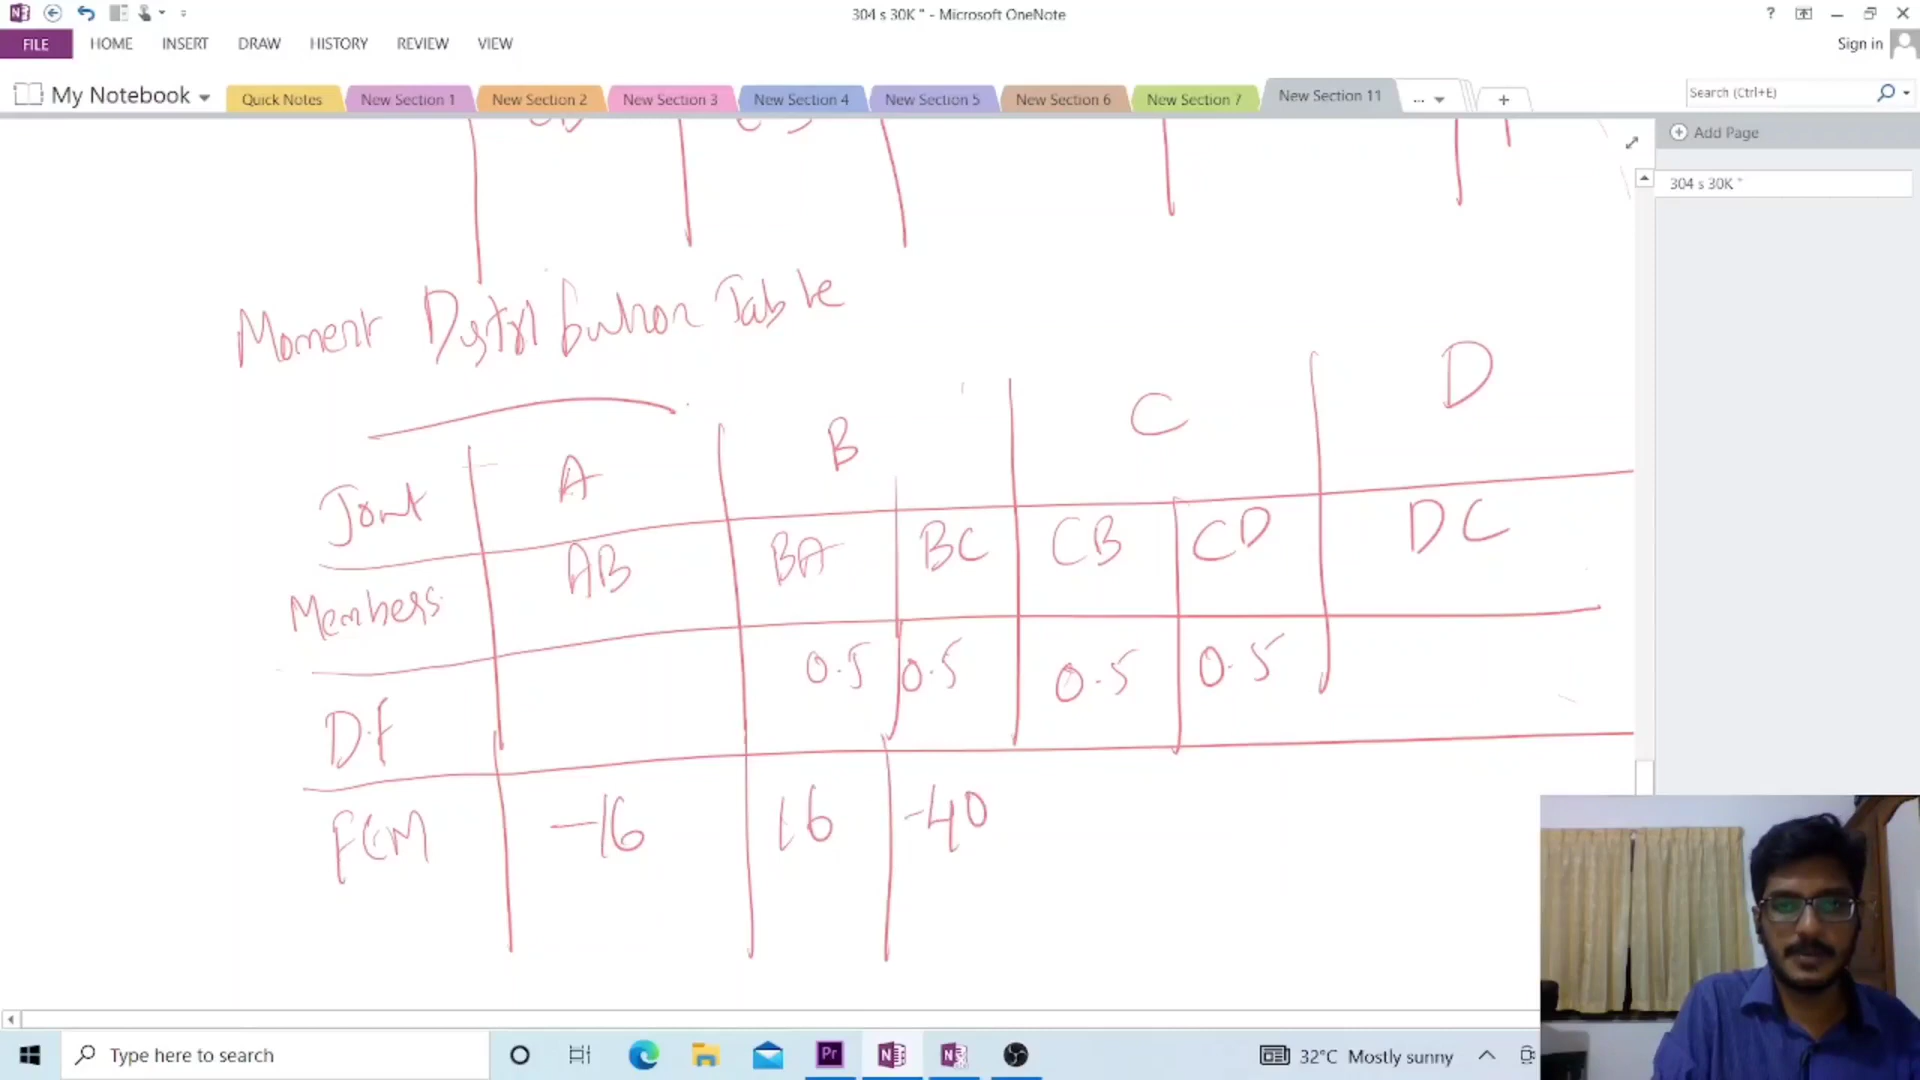 304 s 30K " - Microsoft OneNote
?
FILE HOME INSERT DRAW HISTORY REVIEW VIEW
Sign in
My Notebook
Quick Notes New Section 1 New Section 2 New Section 3 New Section 4 New Section 5 New Section 6 New Section 7 New Section 11 ... +
Search (Ctrl+E)
Add Page
304 s 30K "
Moment Distribution Table
Joint A B C D
Members AB BA BC CB CD DC
D.F 0.5 0.5 0.5 0.5
FEM -16 16 -40
Type here to search
Pr
32°C Mostly sunny